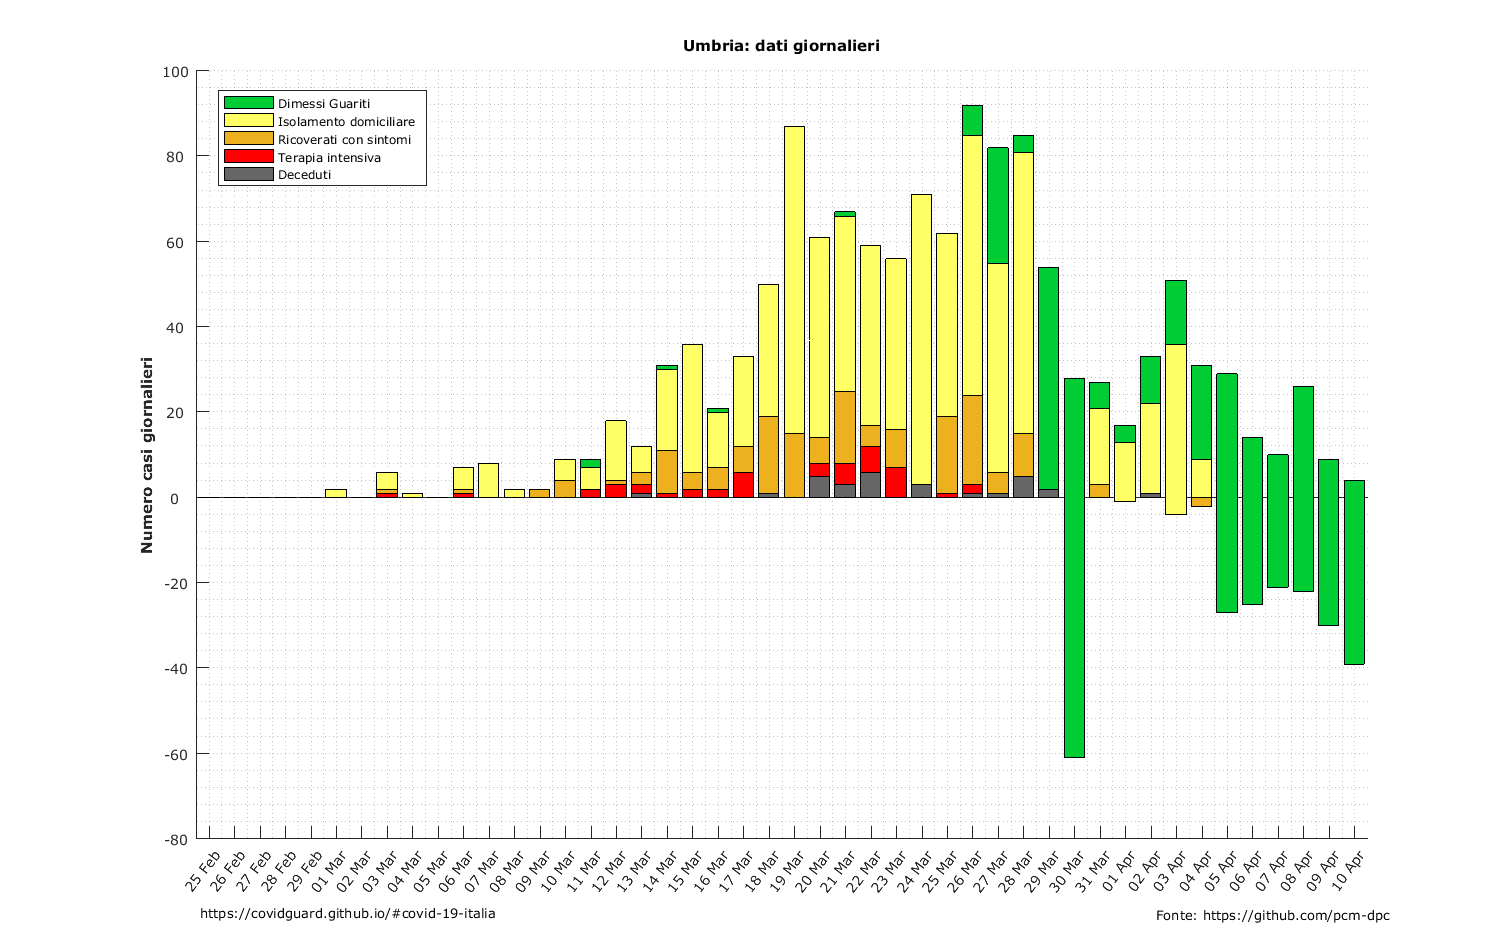 Umbria: dati giornalieri
Numero casi giornalieri
100
80
60
40
20
0
-20
-40
-60
-80
Dimessi Guariti
Isolamento domiciliare
Ricoverati con sintomi
Terapia intensiva
Deceduti
25 Feb
26 Feb
27 Feb
28 Feb
29 Feb
01 Mar
02 Mar
03 Mar
04 Mar
05 Mar
06 Mar
07 Mar
08 Mar
09 Mar
10 Mar
11 Mar
12 Mar
13 Mar
14 Mar
15 Mar
16 Mar
17 Mar
18 Mar
19 Mar
20 Mar
21 Mar
22 Mar
23 Mar
24 Mar
25 Mar
26 Mar
27 Mar
28 Mar
29 Mar
30 Mar
31 Mar
01 Apr
02 Apr
03 Apr
04 Apr
05 Apr
06 Apr
07 Apr
08 Apr
09 Apr
10 Apr
https://covidguard.github.io/#covid-19-italia
Fonte: https://github.com/pcm-dpc